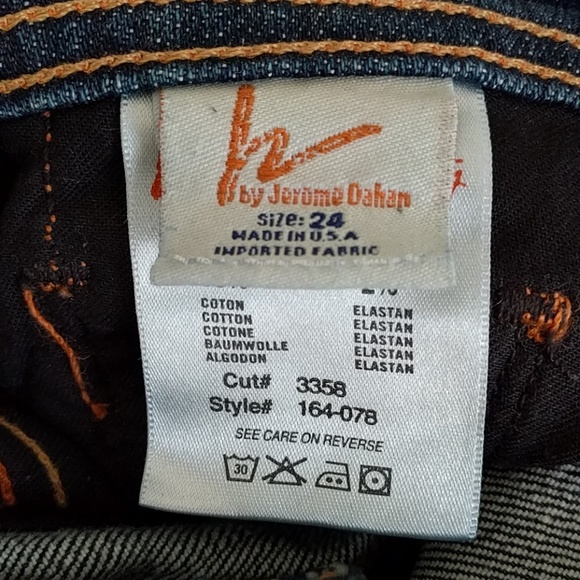 by Jerome Dahan
SIZE: 24
MADE IN U.S.A
IMPORTED FABRIC
2%
COTON ELASTAN
COTTON ELASTAN
COTONE ELASTAN
BAUMWOLLE ELASTAN
ALGODON ELASTAN
Cut# 3358
Style# 164-078
SEE CARE ON REVERSE
30